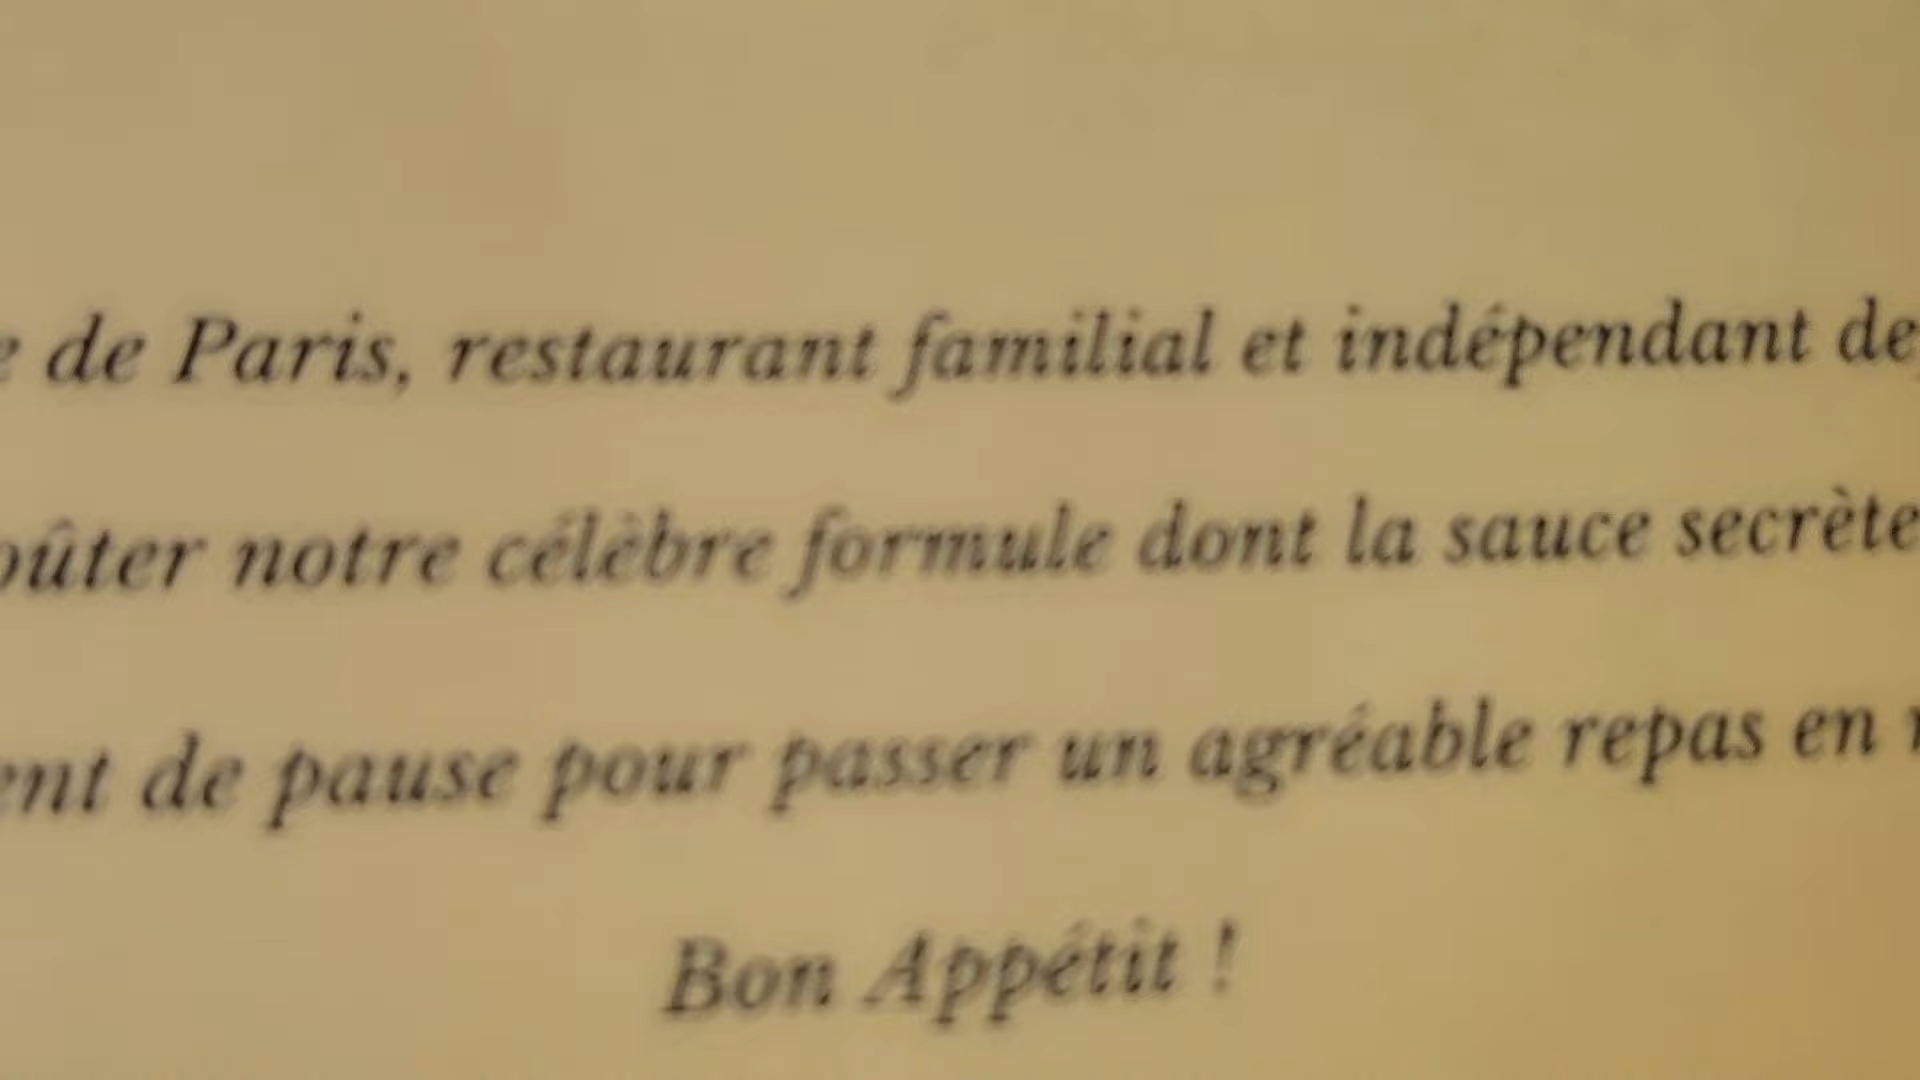 de Paris, restaurant familial et indépendant
notre célèbre formule dont la sauce secrète
de pause pour passer un agréable repas en
Bon Appétit !